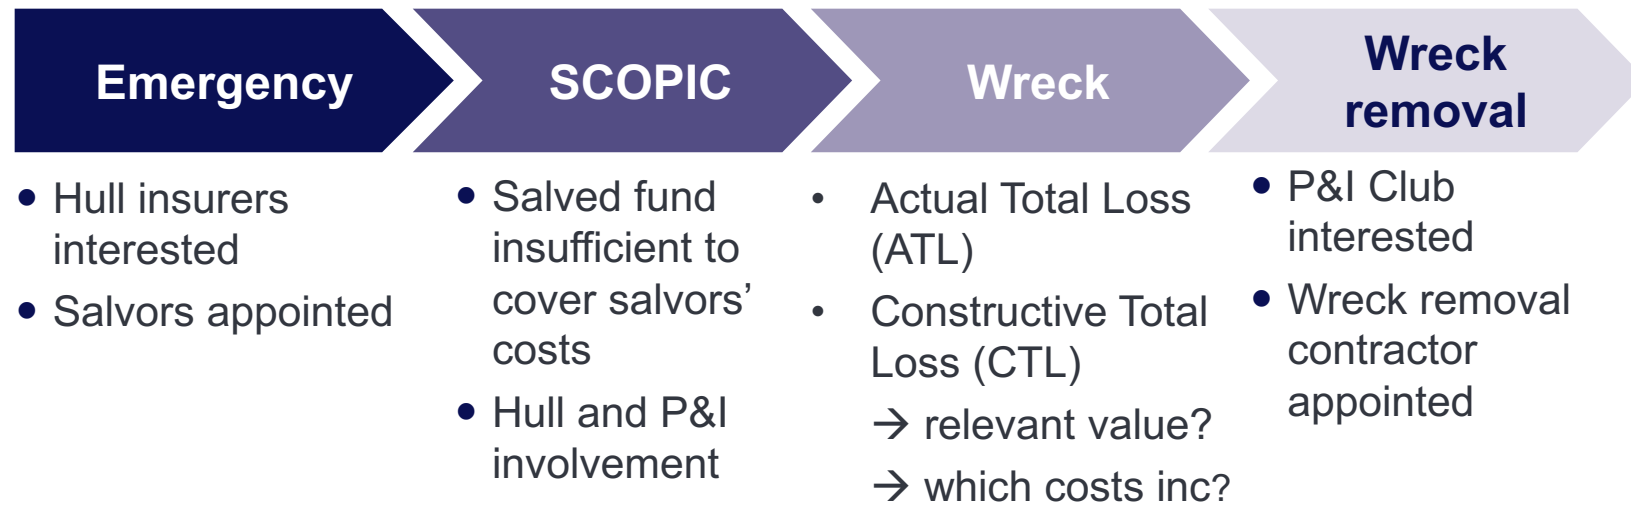 Emergency
SCOPIC
Wreck
Wreck
removal
• Hull insurers
interested
• Salvors appointed
• Salved fund
insufficient to
cover salvors’
costs
• Hull and P&I
involvement
• Actual Total Loss
(ATL)
• Constructive Total
Loss (CTL)
→ relevant value?
→ which costs inc?
• P&I Club
interested
• Wreck removal
contractor
appointed